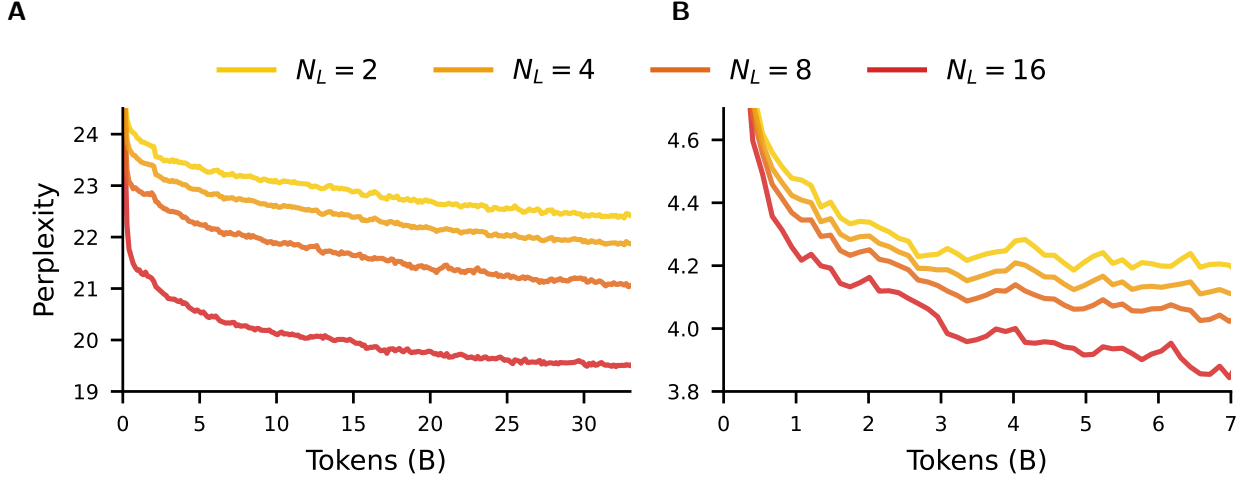 A
B
N_L = 2
N_L = 4
N_L = 8
N_L = 16
Perplexity
24
23
22
21
20
19
0 5 10 15 20 25 30
Tokens (B)
4.6
4.4
4.2
4.0
3.8
0 1 2 3 4 5 6 7
Tokens (B)